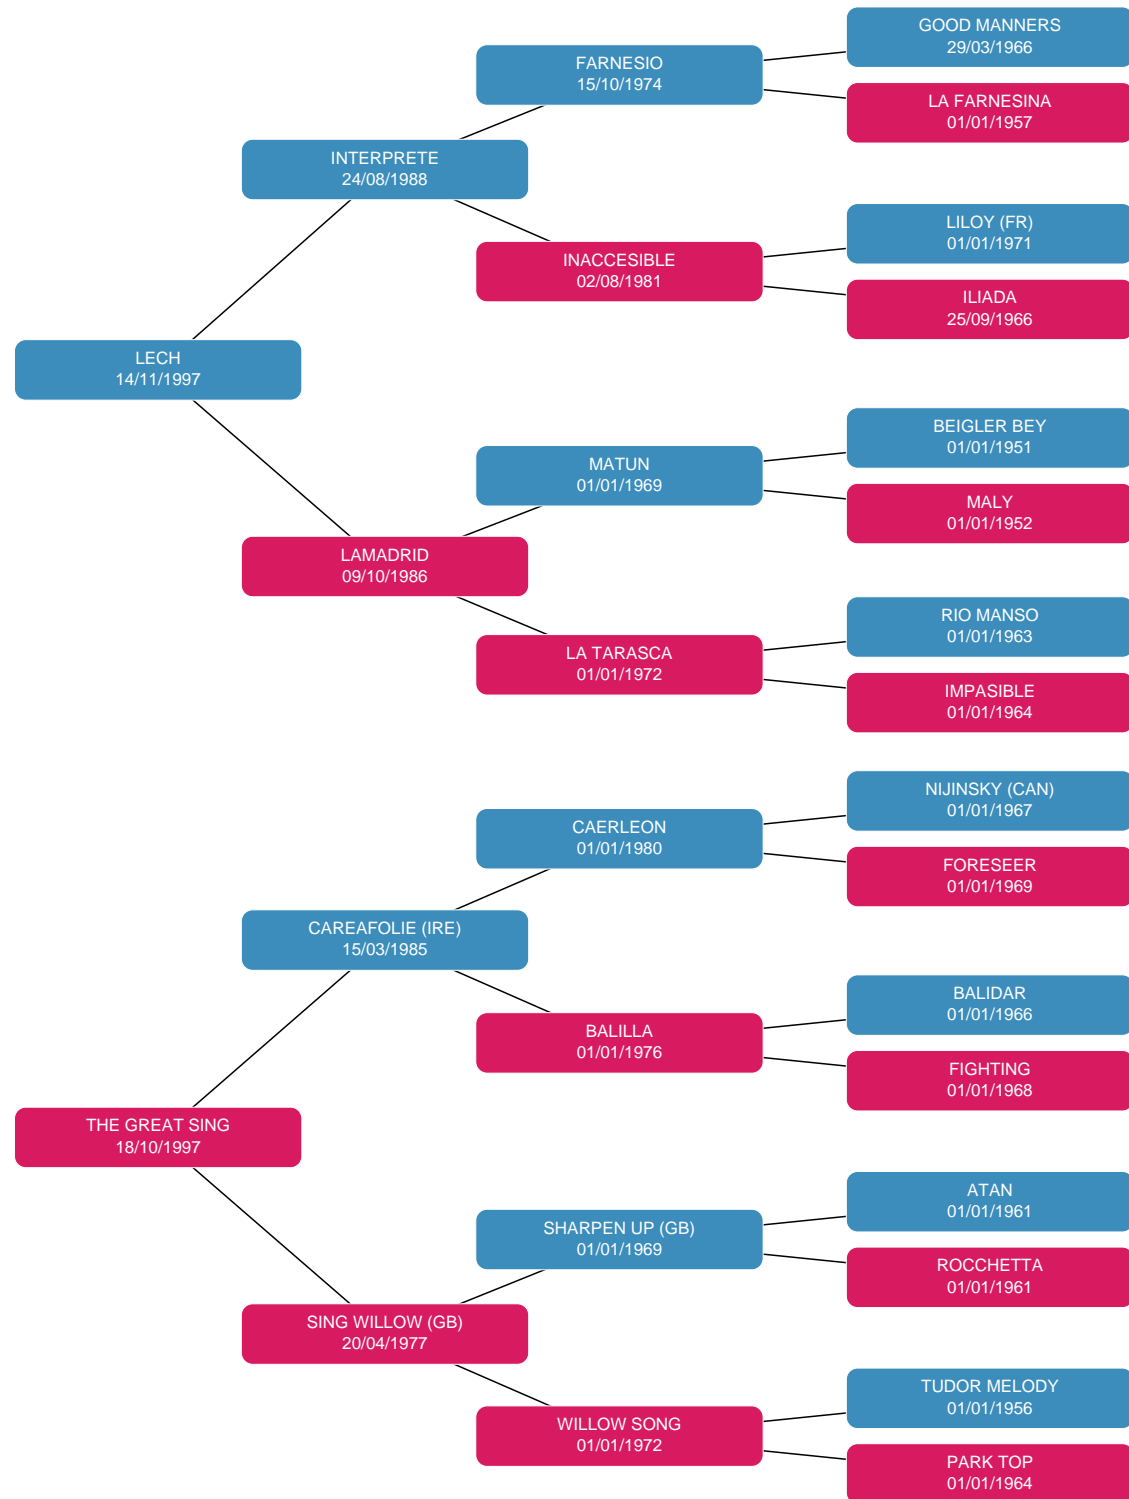 GOOD MANNERS
29/03/1966
FARNESIO
15/10/1974
LA FARNESINA
01/01/1957
INTERPRETE
24/08/1988
LILOY (FR)
01/01/1971
INACCESIBLE
02/08/1981
ILIADA
25/09/1966
LECH
14/11/1997
BEIGLER BEY
01/01/1951
MATUN
01/01/1969
MALY
01/01/1952
LAMADRID
09/10/1986
RIO MANSO
01/01/1963
LA TARASCA
01/01/1972
IMPASIBLE
01/01/1964
NIJINSKY (CAN)
01/01/1967
CAERLEON
01/01/1980
FORESEER
01/01/1969
CAREAFOLIE (IRE)
15/03/1985
BALIDAR
01/01/1966
BALILLA
01/01/1976
FIGHTING
01/01/1968
THE GREAT SING
18/10/1997
ATAN
01/01/1961
SHARPEN UP (GB)
01/01/1969
ROCCHETTA
01/01/1961
SING WILLOW (GB)
20/04/1977
TUDOR MELODY
01/01/1956
WILLOW SONG
01/01/1972
PARK TOP
01/01/1964